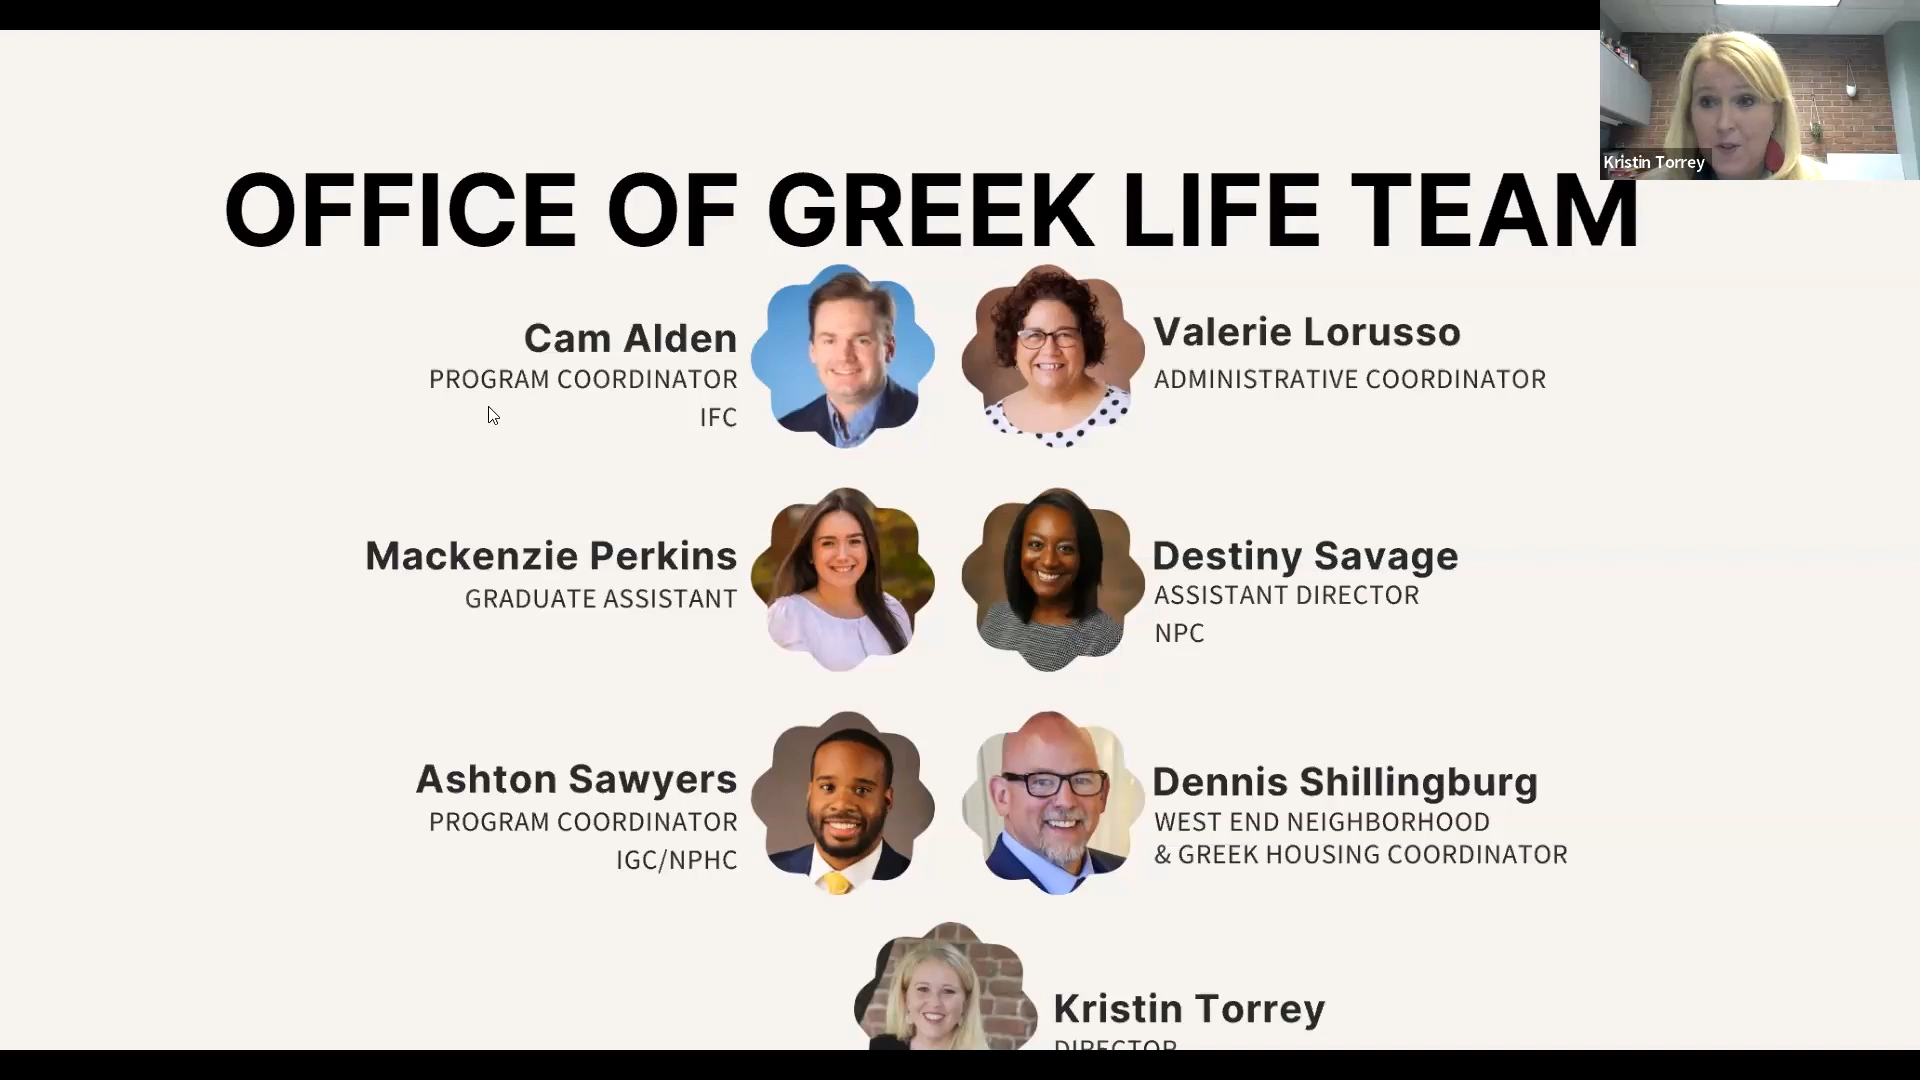 Kristin Torrey
OFFICE OF GREEK LIFE TEAM
Cam Alden
PROGRAM COORDINATOR
IFC
Valerie Lorusso
ADMINISTRATIVE COORDINATOR
Mackenzie Perkins
GRADUATE ASSISTANT
Destiny Savage
ASSISTANT DIRECTOR
NPC
Ashton Sawyers
PROGRAM COORDINATOR
IGC/NPHC
Dennis Shillingburg
WEST END NEIGHBORHOOD
& GREEK HOUSING COORDINATOR
Kristin Torrey
DIRECTOR